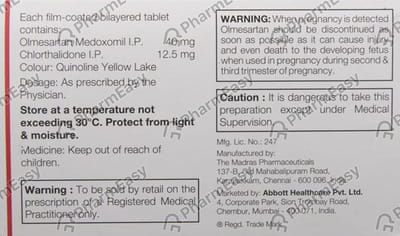 Each film-coated bilayered tablet
contains:
Olmesartan Medoxomil I.P. 40 mg
Chlorthalidone I.P. 12.5 mg
Colour: Quinoline Yellow Lake
Dosage: As prescribed by the
Physician.
Store at a temperature not
exceeding 30°C. Protect from light
& moisture.
Medicine: Keep out of reach of
children.
Warning : To be sold by retail on the
prescription of a Registered Medical
Practitioner only.
WARNING: When pregnancy is detected
Olmesartan should be discontinued as
soon as possible as it can cause injury
and even death to the developing fetus
when used in pregnancy during second &
third trimester of pregnancy.
Caution : It is dangerous to take this
preparation except under Medical
Supervision.
Mfg. Lic. No.: 247
Manufactured by:
The Madras Pharmaceuticals
137-B, Old Mahabalipuram Road,
Karapakkam, Chennai - 600 096, India.
Marketed by: Abbott Healthcare Pvt. Ltd.
4, Corporate Park, Sion Trombay Road,
Chembur, Mumbai - 400 071, India.
® Regd. Trade Mark
PharmEasy